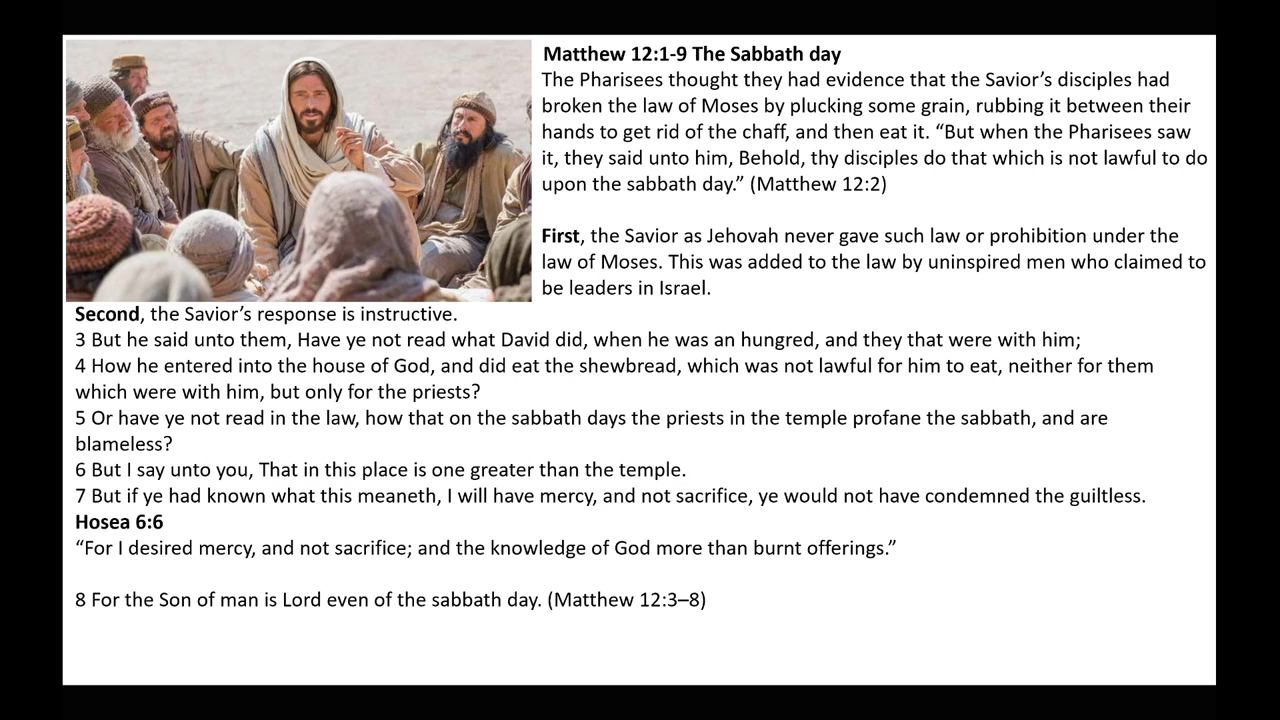 Matthew 12:1-9 The Sabbath day
The Pharisees thought they had evidence that the Savior’s disciples had
broken the law of Moses by plucking some grain, rubbing it between their
hands to get rid of the chaff, and then eat it. “But when the Pharisees saw
it, they said unto him, Behold, thy disciples do that which is not lawful to do
upon the sabbath day.” (Matthew 12:2)
First, the Savior as Jehovah never gave such law or prohibition under the
law of Moses. This was added to the law by uninspired men who claimed to
be leaders in Israel.
Second, the Savior’s response is instructive.
3 But he said unto them, Have ye not read what David did, when he was an hungred, and they that were with him;
4 How he entered into the house of God, and did eat the shewbread, which was not lawful for him to eat, neither for them
which were with him, but only for the priests?
5 Or have ye not read in the law, how that on the sabbath days the priests in the temple profane the sabbath, and are
blameless?
6 But I say unto you, That in this place is one greater than the temple.
7 But if ye had known what this meaneth, I will have mercy, and not sacrifice, ye would not have condemned the guiltless.
Hosea 6:6
“For I desired mercy, and not sacrifice; and the knowledge of God more than burnt offerings.”
8 For the Son of man is Lord even of the sabbath day. (Matthew 12:3–8)